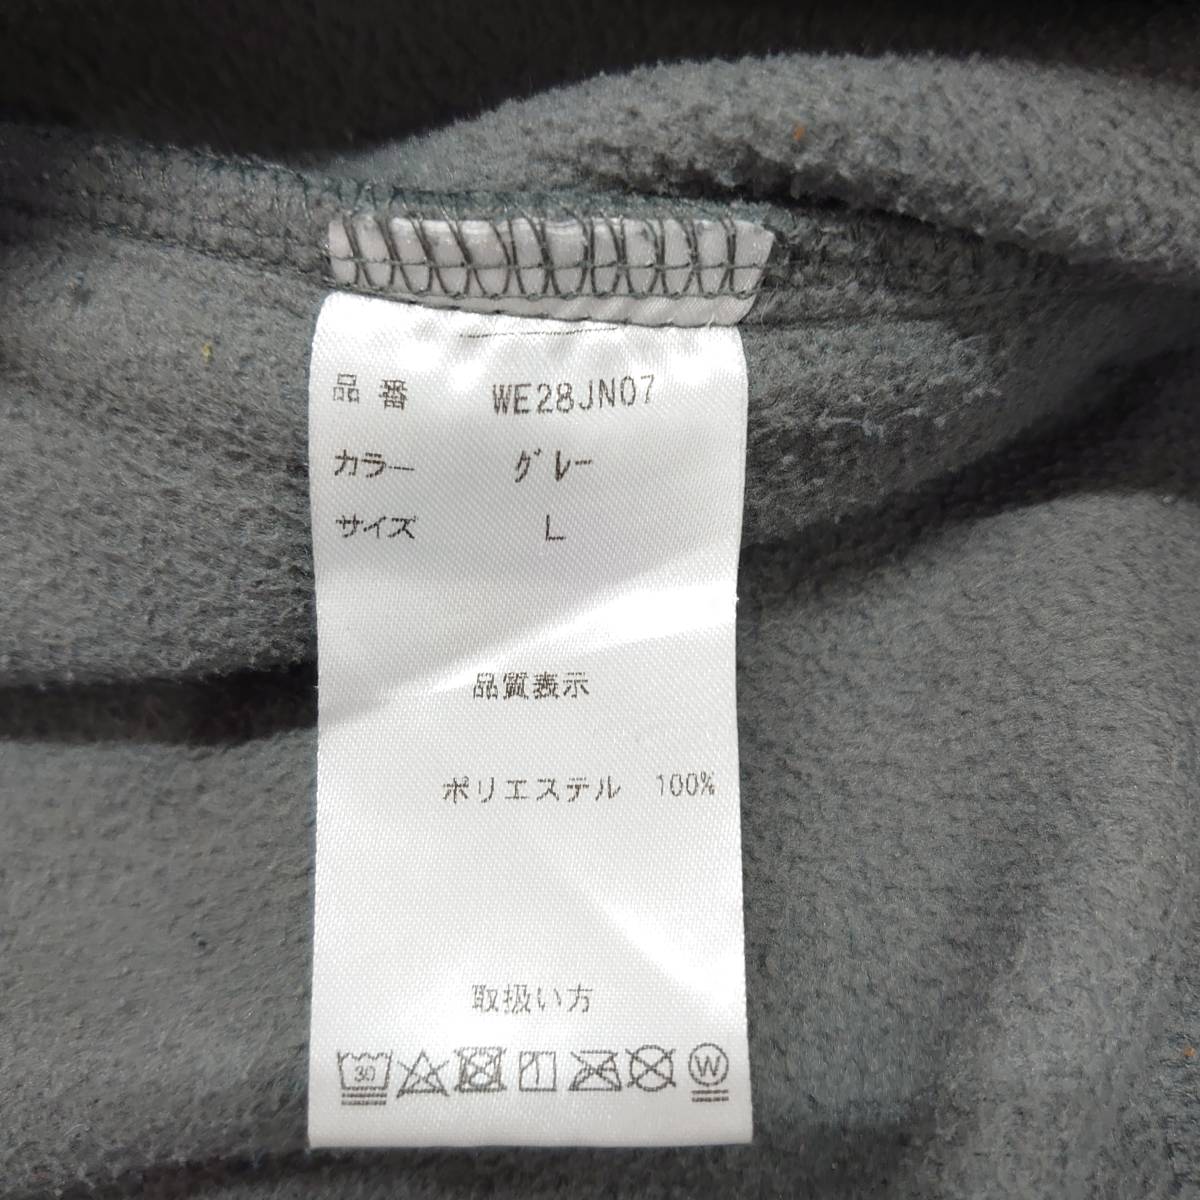 品番 WE28JN07
カラー グレー
サイズ L
品質表示
ポリエステル 100%
取扱い方
30 W